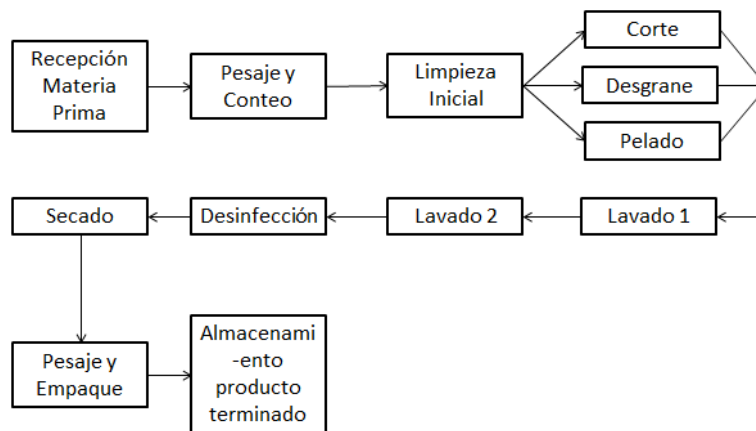 Recepción
Materia
Prima
Pesaje y
Conteo
Limpieza
Inicial
Corte
Desgrane
Pelado
Secado
Desinfección
Lavado 2
Lavado 1
Pesaje y
Empaque
Almacenami
-ento
producto
terminado